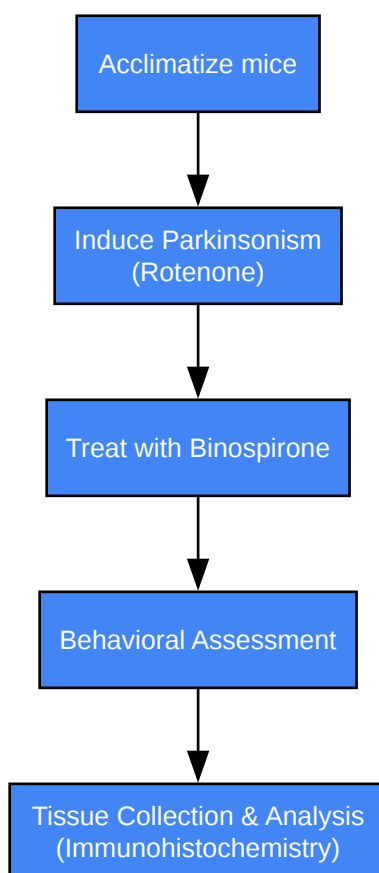 Acclimatize mice
Induce Parkinsonism
(Rotenone)
Treat with Binospirone
Behavioral Assessment
Tissue Collection & Analysis
(Immunohistochemistry)